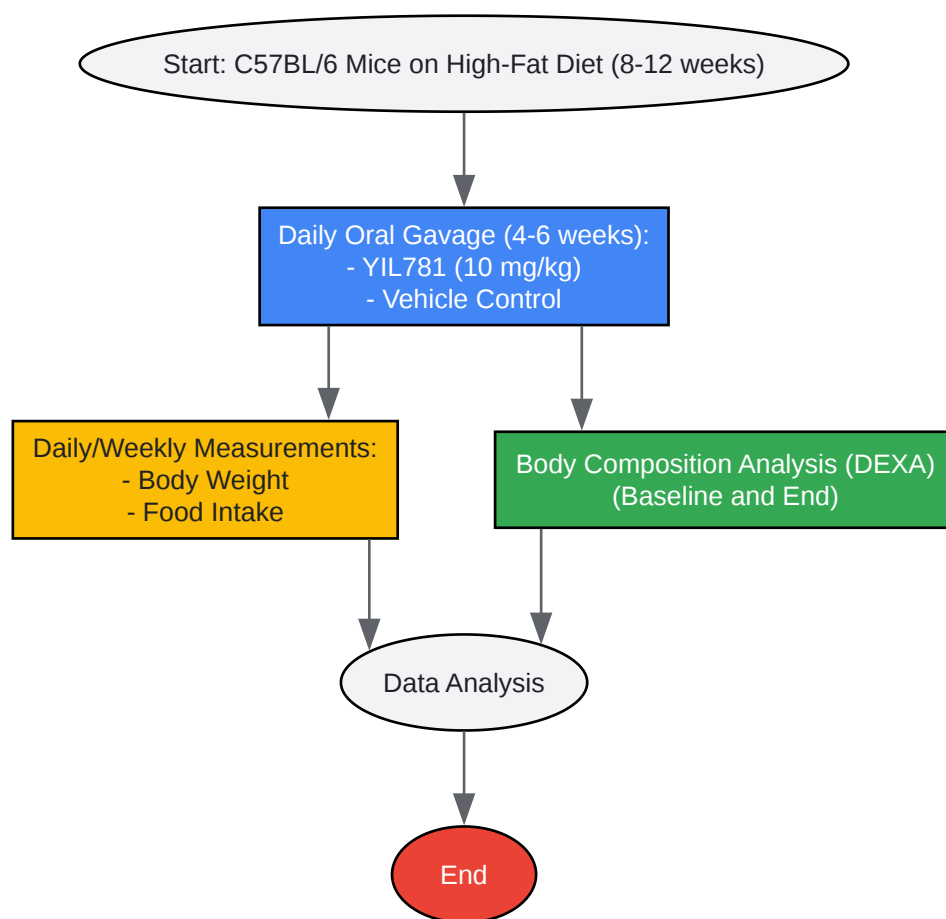 Start: C57BL/6 Mice on High-Fat Diet (8-12 weeks)
Daily Oral Gavage (4-6 weeks):
- YIL781 (10 mg/kg)
- Vehicle Control
Daily/Weekly Measurements:
- Body Weight
- Food Intake
Body Composition Analysis (DEXA)
(Baseline and End)
Data Analysis
End